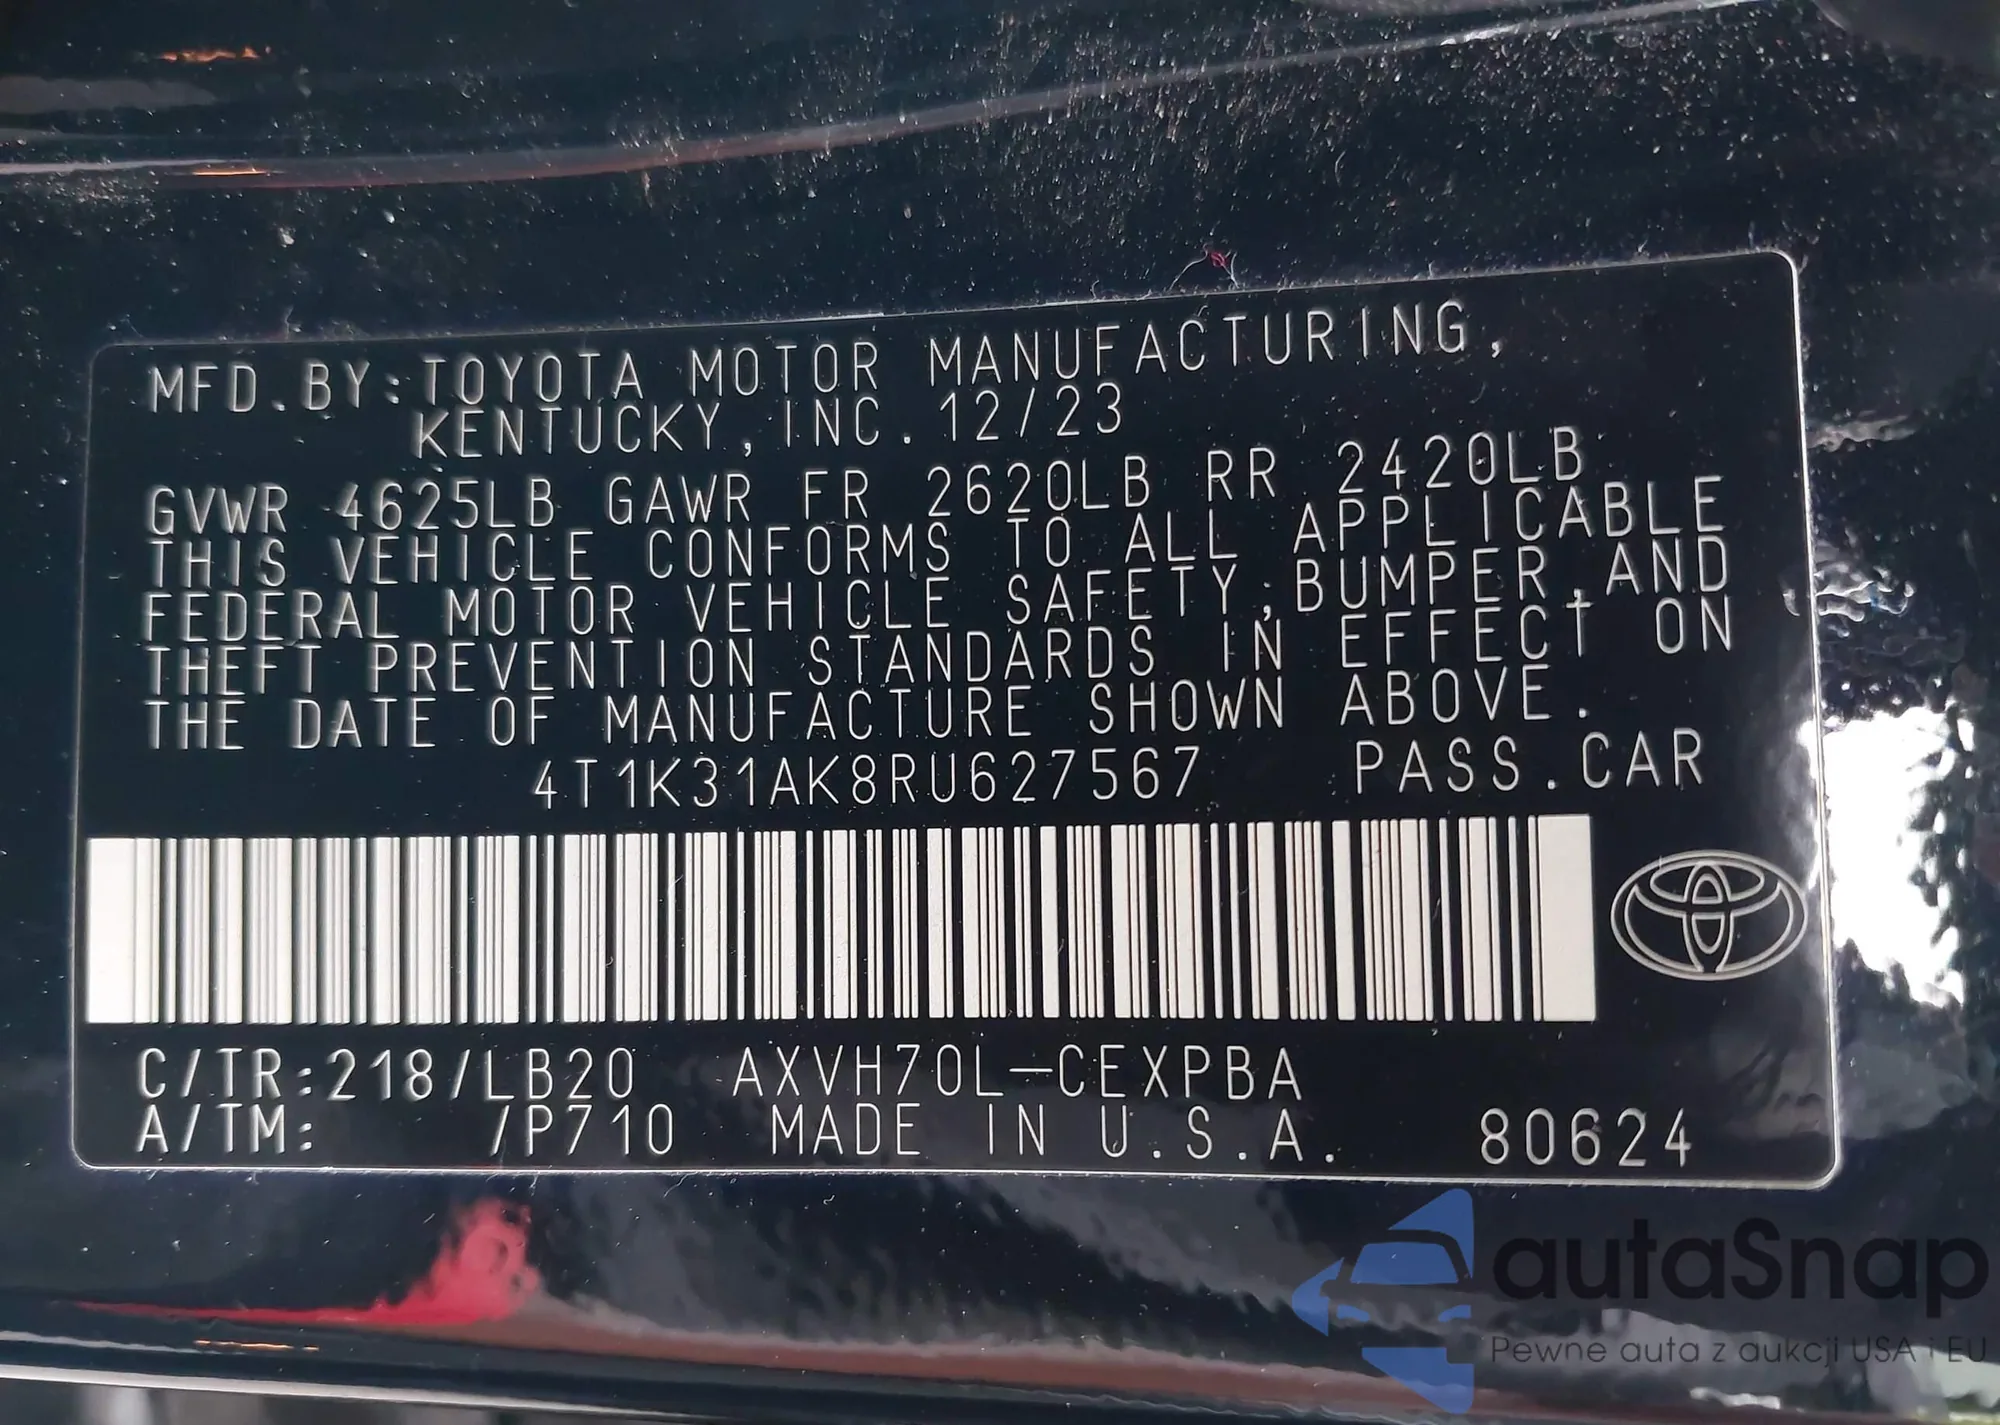 MFD.BY:TOYOTA MOTOR MANUFACTURING,
KENTUCKY,INC. 12/23
GVWR 4625LB GAWR FR 2620LB RR 2420LB
THIS VEHICLE CONFORMS TO ALL APPLICABLE
FEDERAL MOTOR VEHICLE SAFETY,BUMPER,AND
THEFT PREVENTION STANDARDS IN EFFECT ON
THE DATE OF MANUFACTURE SHOWN ABOVE.
4T1K31AK8RU627567 PASS.CAR
C/TR:218/LB20 AXVH70L-CEXPBA
A/TM: /P710 MADE IN U.S.A. 80624
autaSnap
Pewne auta z aukcji USA i EU